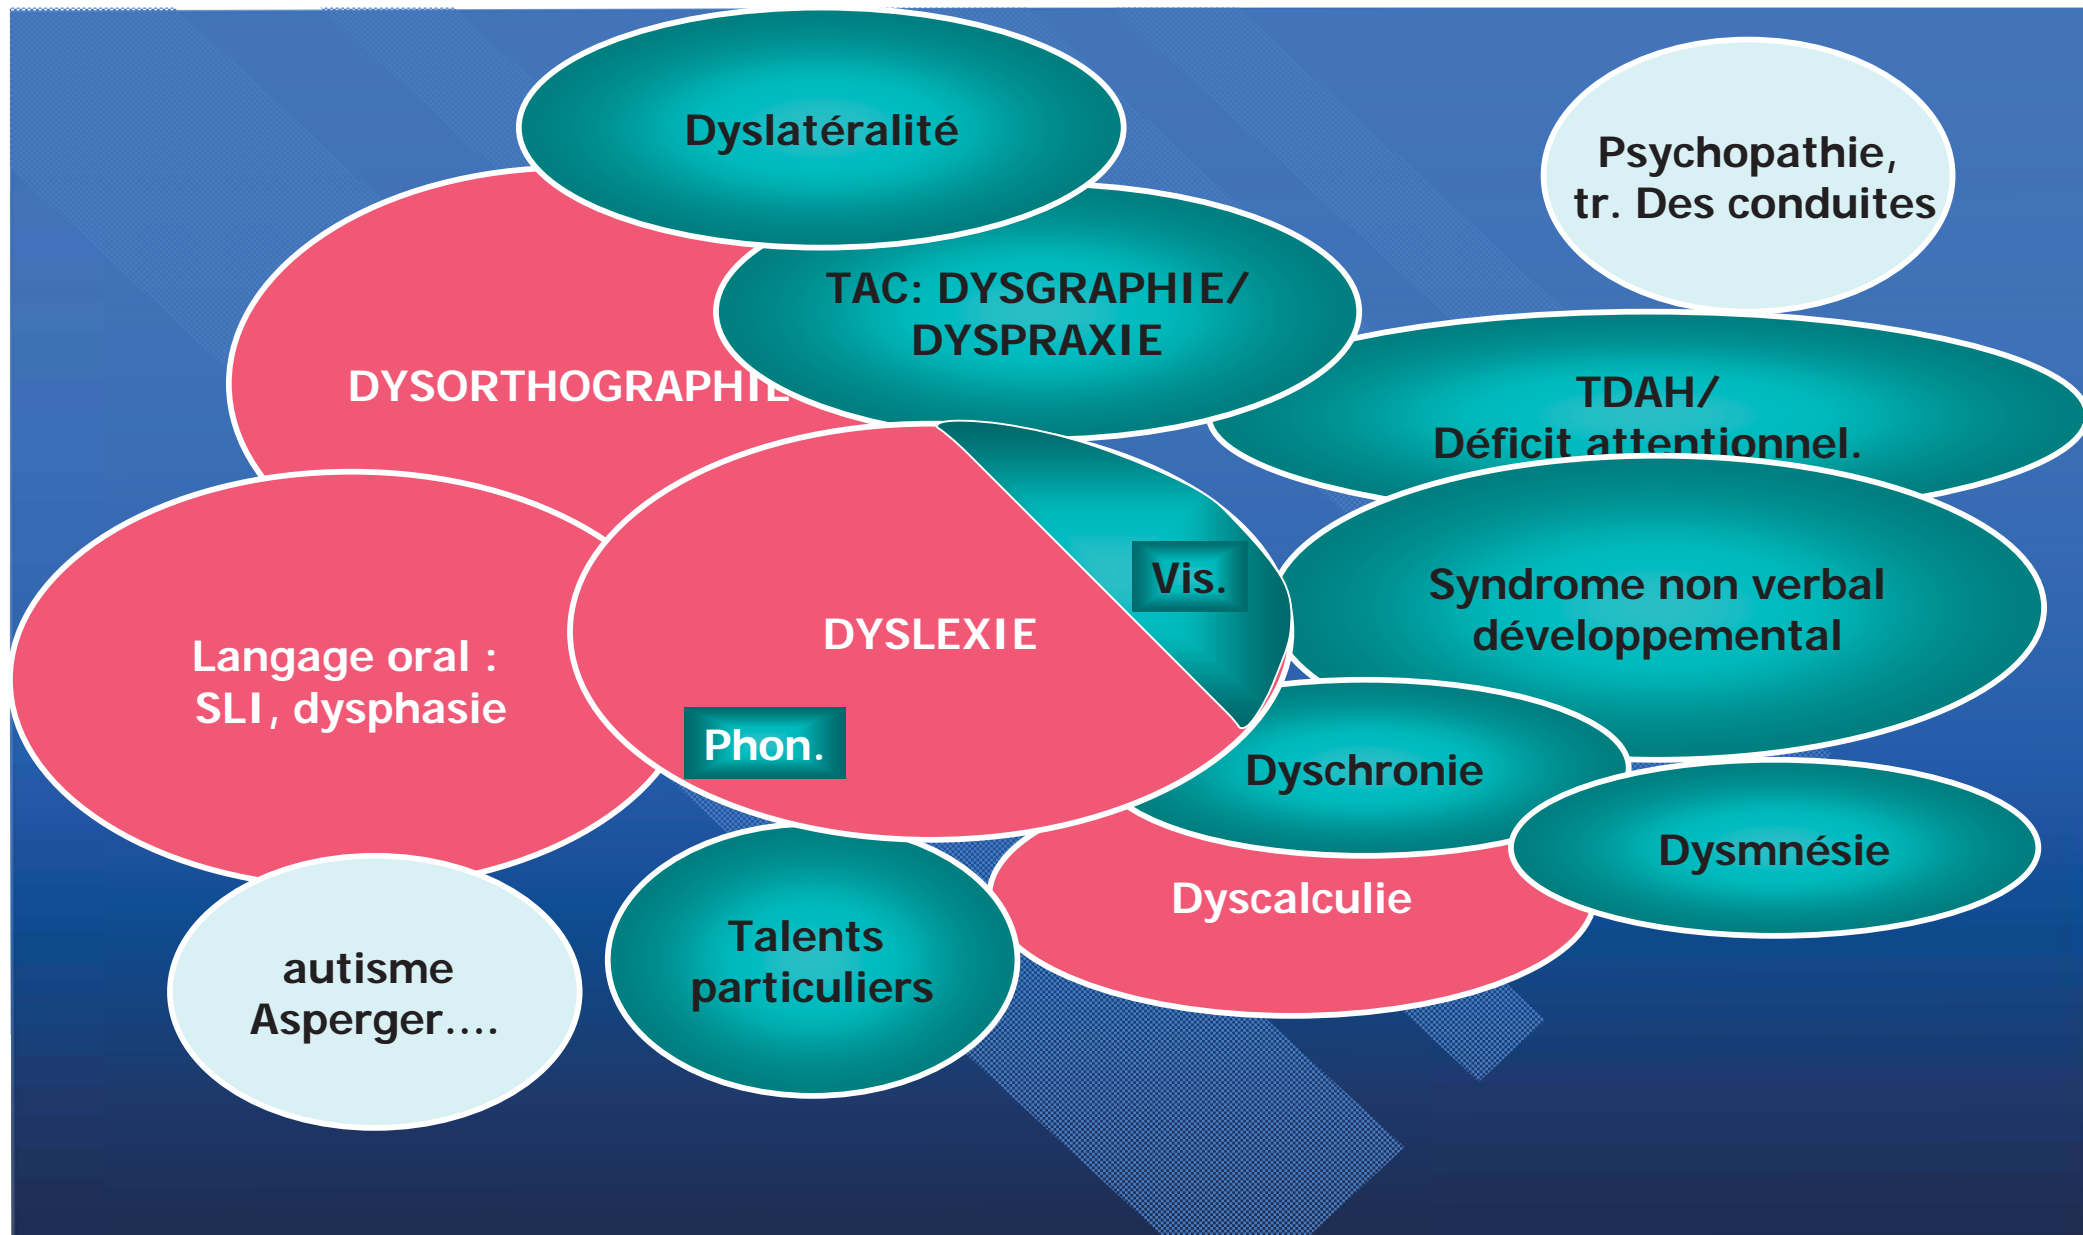 Dyslatéralité
Psychopathie,
tr. Des conduites
TAC: DYSGRAPHIE/
DYSPRAXIE
DYSORTHOGRAPHIE
TDAH/
Déficit attentionnel.
Vis.
Syndrome non verbal
développemental
DYSLEXIE
Langage oral :
SLI, dysphasie
Phon.
Dyschronie
Dysmnésie
Dyscalculie
Talents
particuliers
autisme
Asperger....